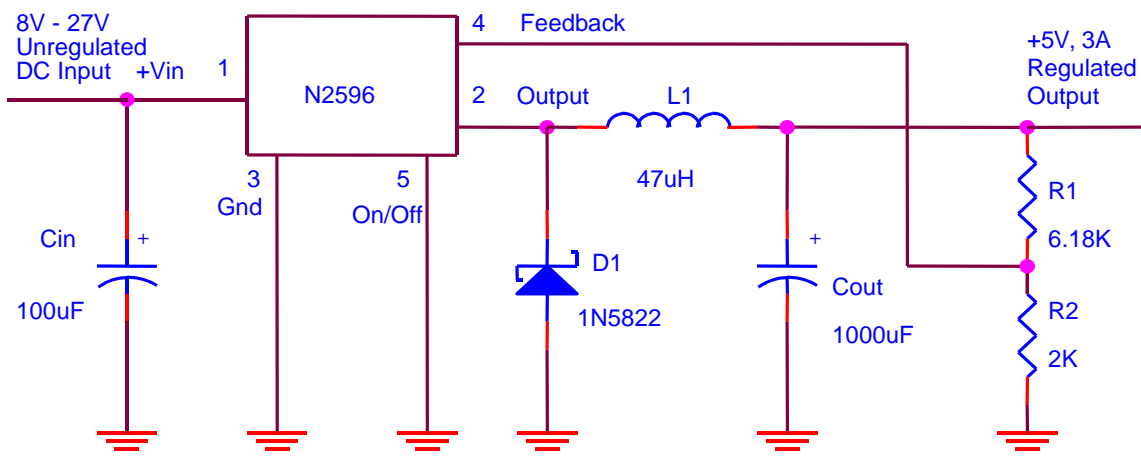 8V - 27V
Unregulated
DC Input
+Vin
1
N2596
4
Feedback
2
Output
L1
47uH
+5V, 3A
Regulated
Output
3
Gnd
5
On/Off
Cin
+
100uF
D1
1N5822
+
Cout
1000uF
R1
6.18K
R2
2K